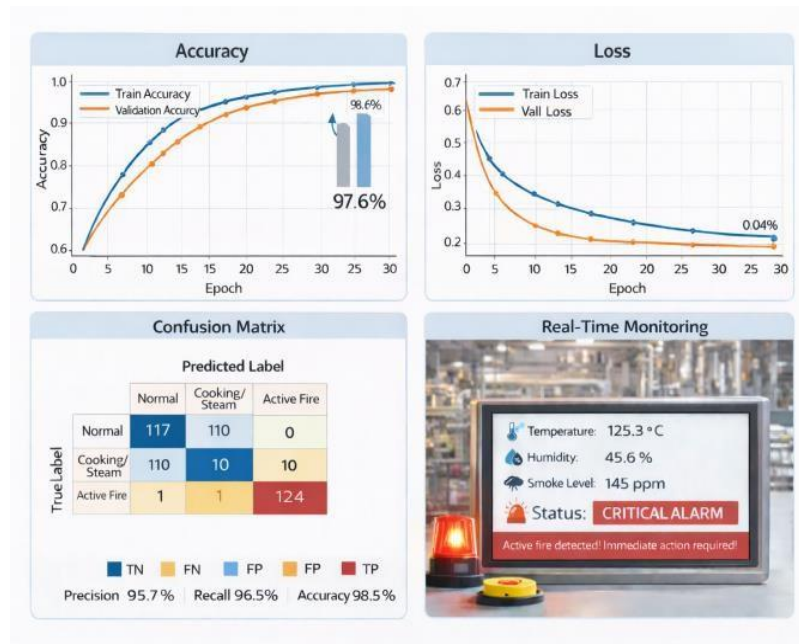 Accuracy
1.0
0.9
0.8
0.7
0.6
Accuracy
Train Accuracy
Validation Accurcy
98.6%
97.6%
0 5 10 15 15 20 25 30 25 30
Epoch
Loss
0.7
0.6
0.5
0.4
0.3
0.2
Loss
Train Loss
Vall Loss
0.04%
0 5 10 15 20 20 25 30 25 30
Epoch
Confusion Matrix
Predicted Label
True Label
Normal Cooking/ Steam Active Fire
Normal 117 110 0
Cooking/ Steam 110 10 10
Active Fire 1 1 124
TN FN FP FP TP
Precision 95.7% Recall 96.5% Accuracy 98.5%
Real-Time Monitoring
Temperature: 125.3 °C
Humidity: 45.6 %
Smoke Level: 145 ppm
Status: CRITICAL ALARM
Active fire detected! Immediate action required!